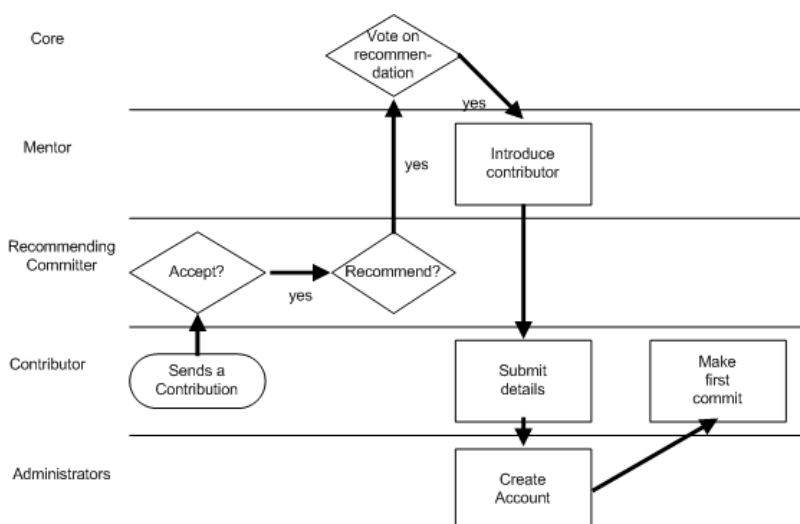 Core
Vote on
recommen-
dation
yes
Mentor
Introduce
contributor
yes
Recommending
Committer
Accept?
yes
Recommend?
Contributor
Sends a
Contribution
Submit
details
Make
first
commit
Administrators
Create
Account